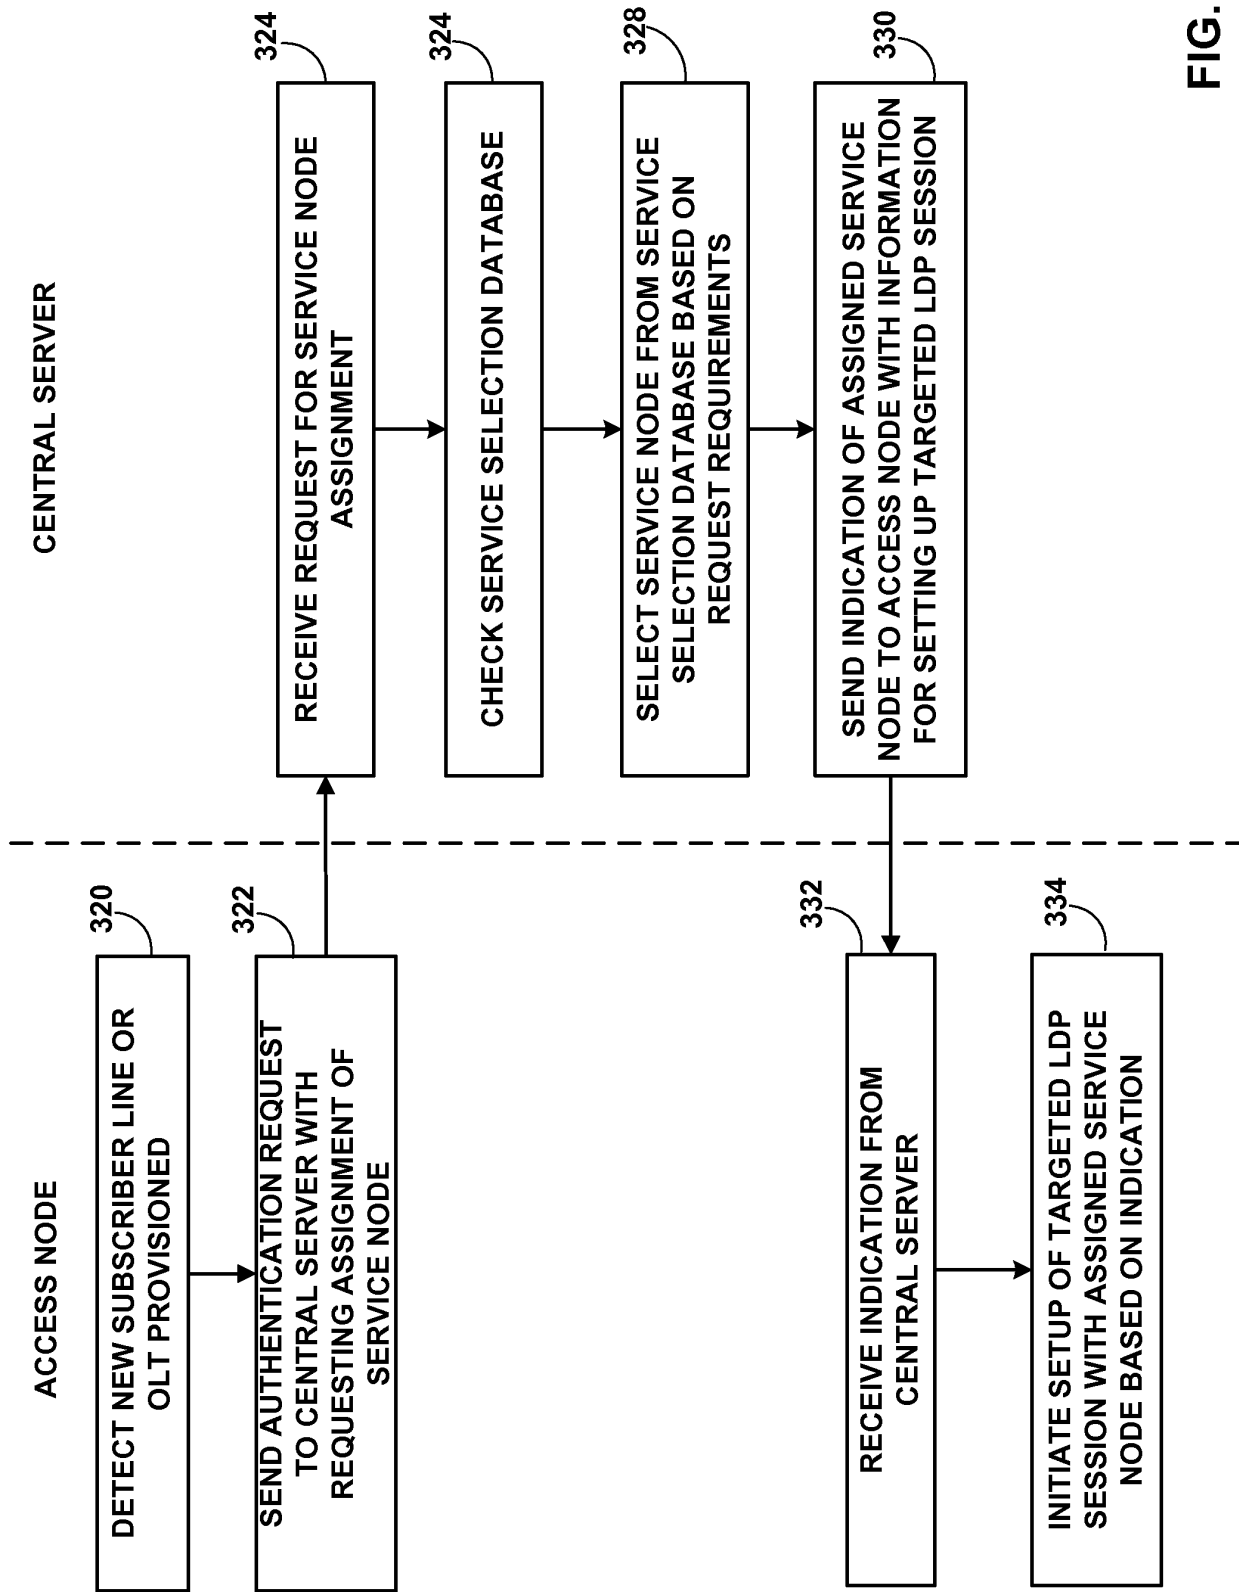 ACCESS NODE
CENTRAL SERVER
320
DETECT NEW SUBSCRIBER LINE OR
OLT PROVISIONED
322
SEND AUTHENTICATION REQUEST
TO CENTRAL SERVER WITH
REQUESTING ASSIGNMENT OF
SERVICE NODE
324
RECEIVE REQUEST FOR SERVICE NODE
ASSIGNMENT
324
CHECK SERVICE SELECTION DATABASE
328
SELECT SERVICE NODE FROM SERVICE
SELECTION DATABASE BASED ON
REQUEST REQUIREMENTS
330
SEND INDICATION OF ASSIGNED SERVICE
NODE TO ACCESS NODE WITH INFORMATION
FOR SETTING UP TARGETED LDP SESSION
332
RECEIVE INDICATION FROM
CENTRAL SERVER
334
INITIATE SETUP OF TARGETED LDP
SESSION WITH ASSIGNED SERVICE
NODE BASED ON INDICATION
FIG.